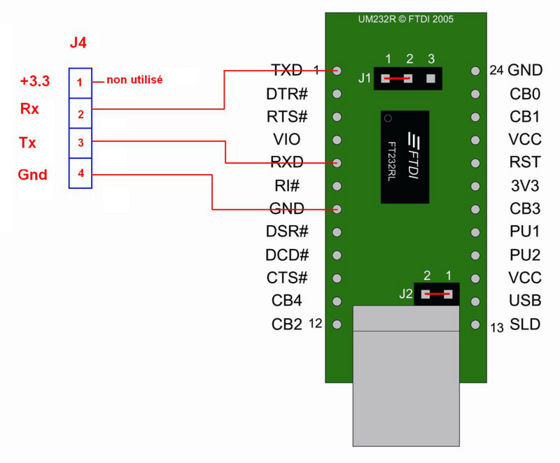 UM232R © FTDI 2005
J4
+3.3 1 non utilisé
Rx 2
Tx 3
Gnd 4
TXD 1
DTR#
RTS#
VIO
RXD
RI#
GND
DSR#
DCD#
CTS#
CB4
CB2 12
1 2 3
J1
FTDI
FT232RL
2 1
J2
24 GND
CB0
CB1
VCC
RST
3V3
CB3
PU1
PU2
VCC
USB
13 SLD